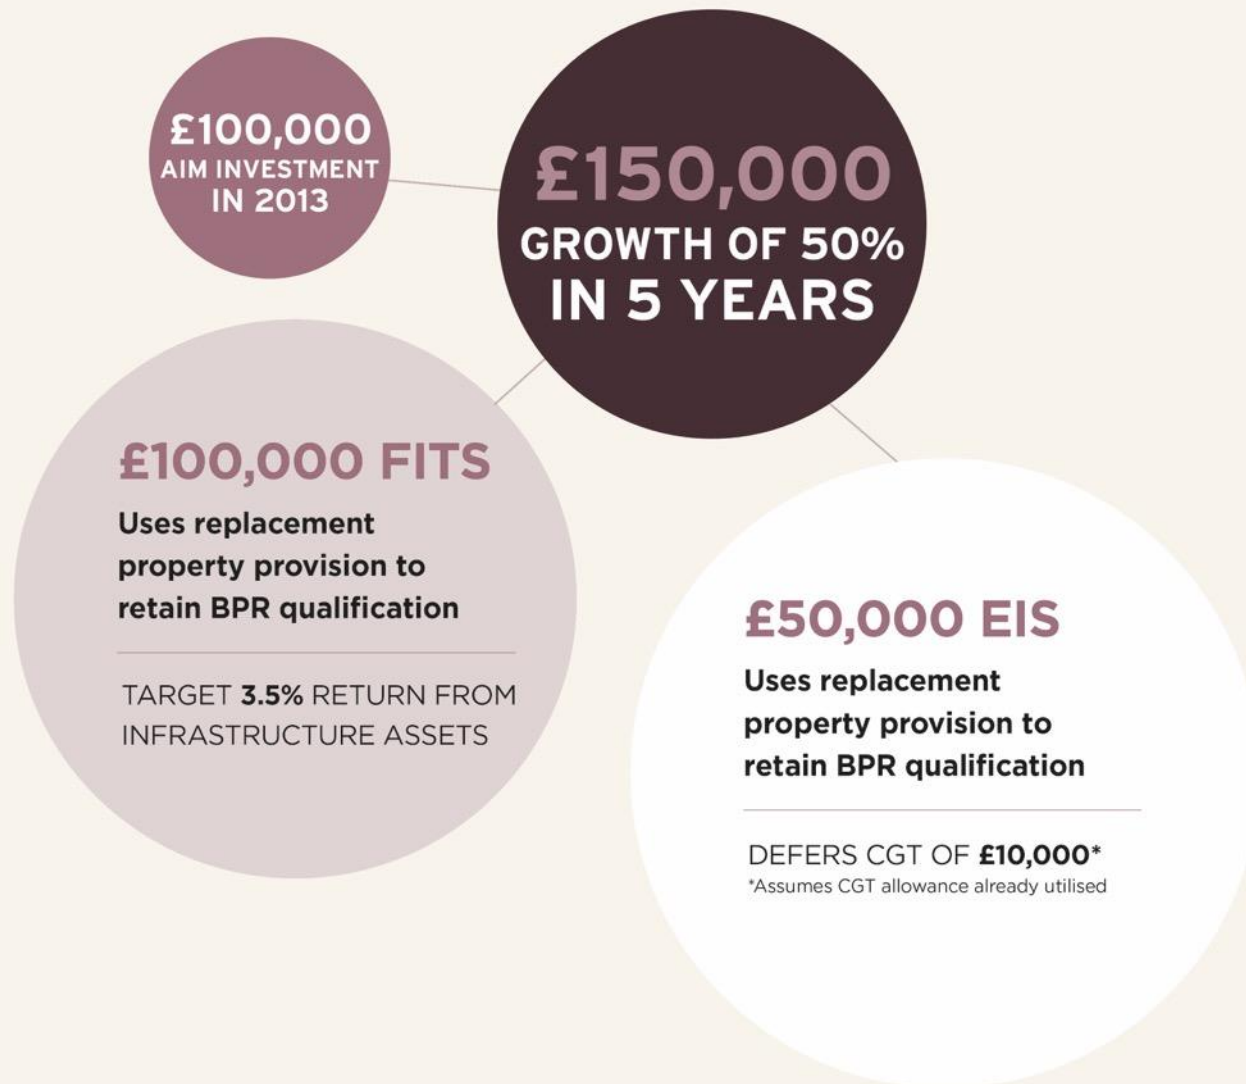 £100,000
AIM INVESTMENT
IN 2013
£150,000
GROWTH OF 50%
IN 5 YEARS
£100,000 FITS
Uses replacement
property provision to
retain BPR qualification
TARGET 3.5% RETURN FROM
INFRASTRUCTURE ASSETS
£50,000 EIS
Uses replacement
property provision to
retain BPR qualification
DEFERS CGT OF £10,000*
*Assumes CGT allowance already utilised